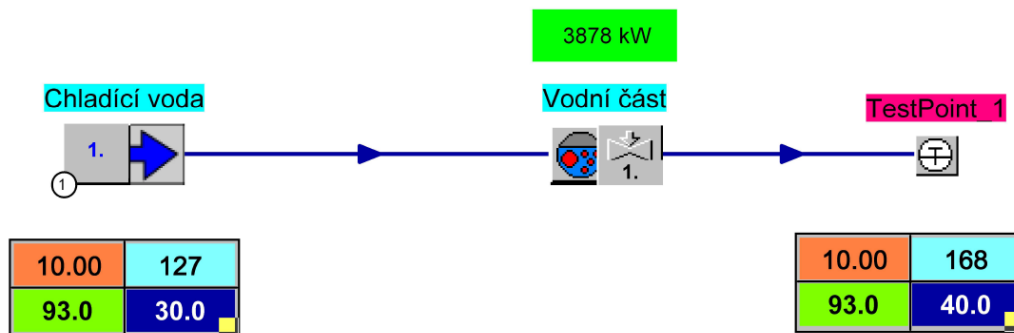 3878 kW
Chladící voda
Vodní část
TestPoint_1
1.
1
T
1.
10.00 127
93.0 30.0
10.00 168
93.0 40.0